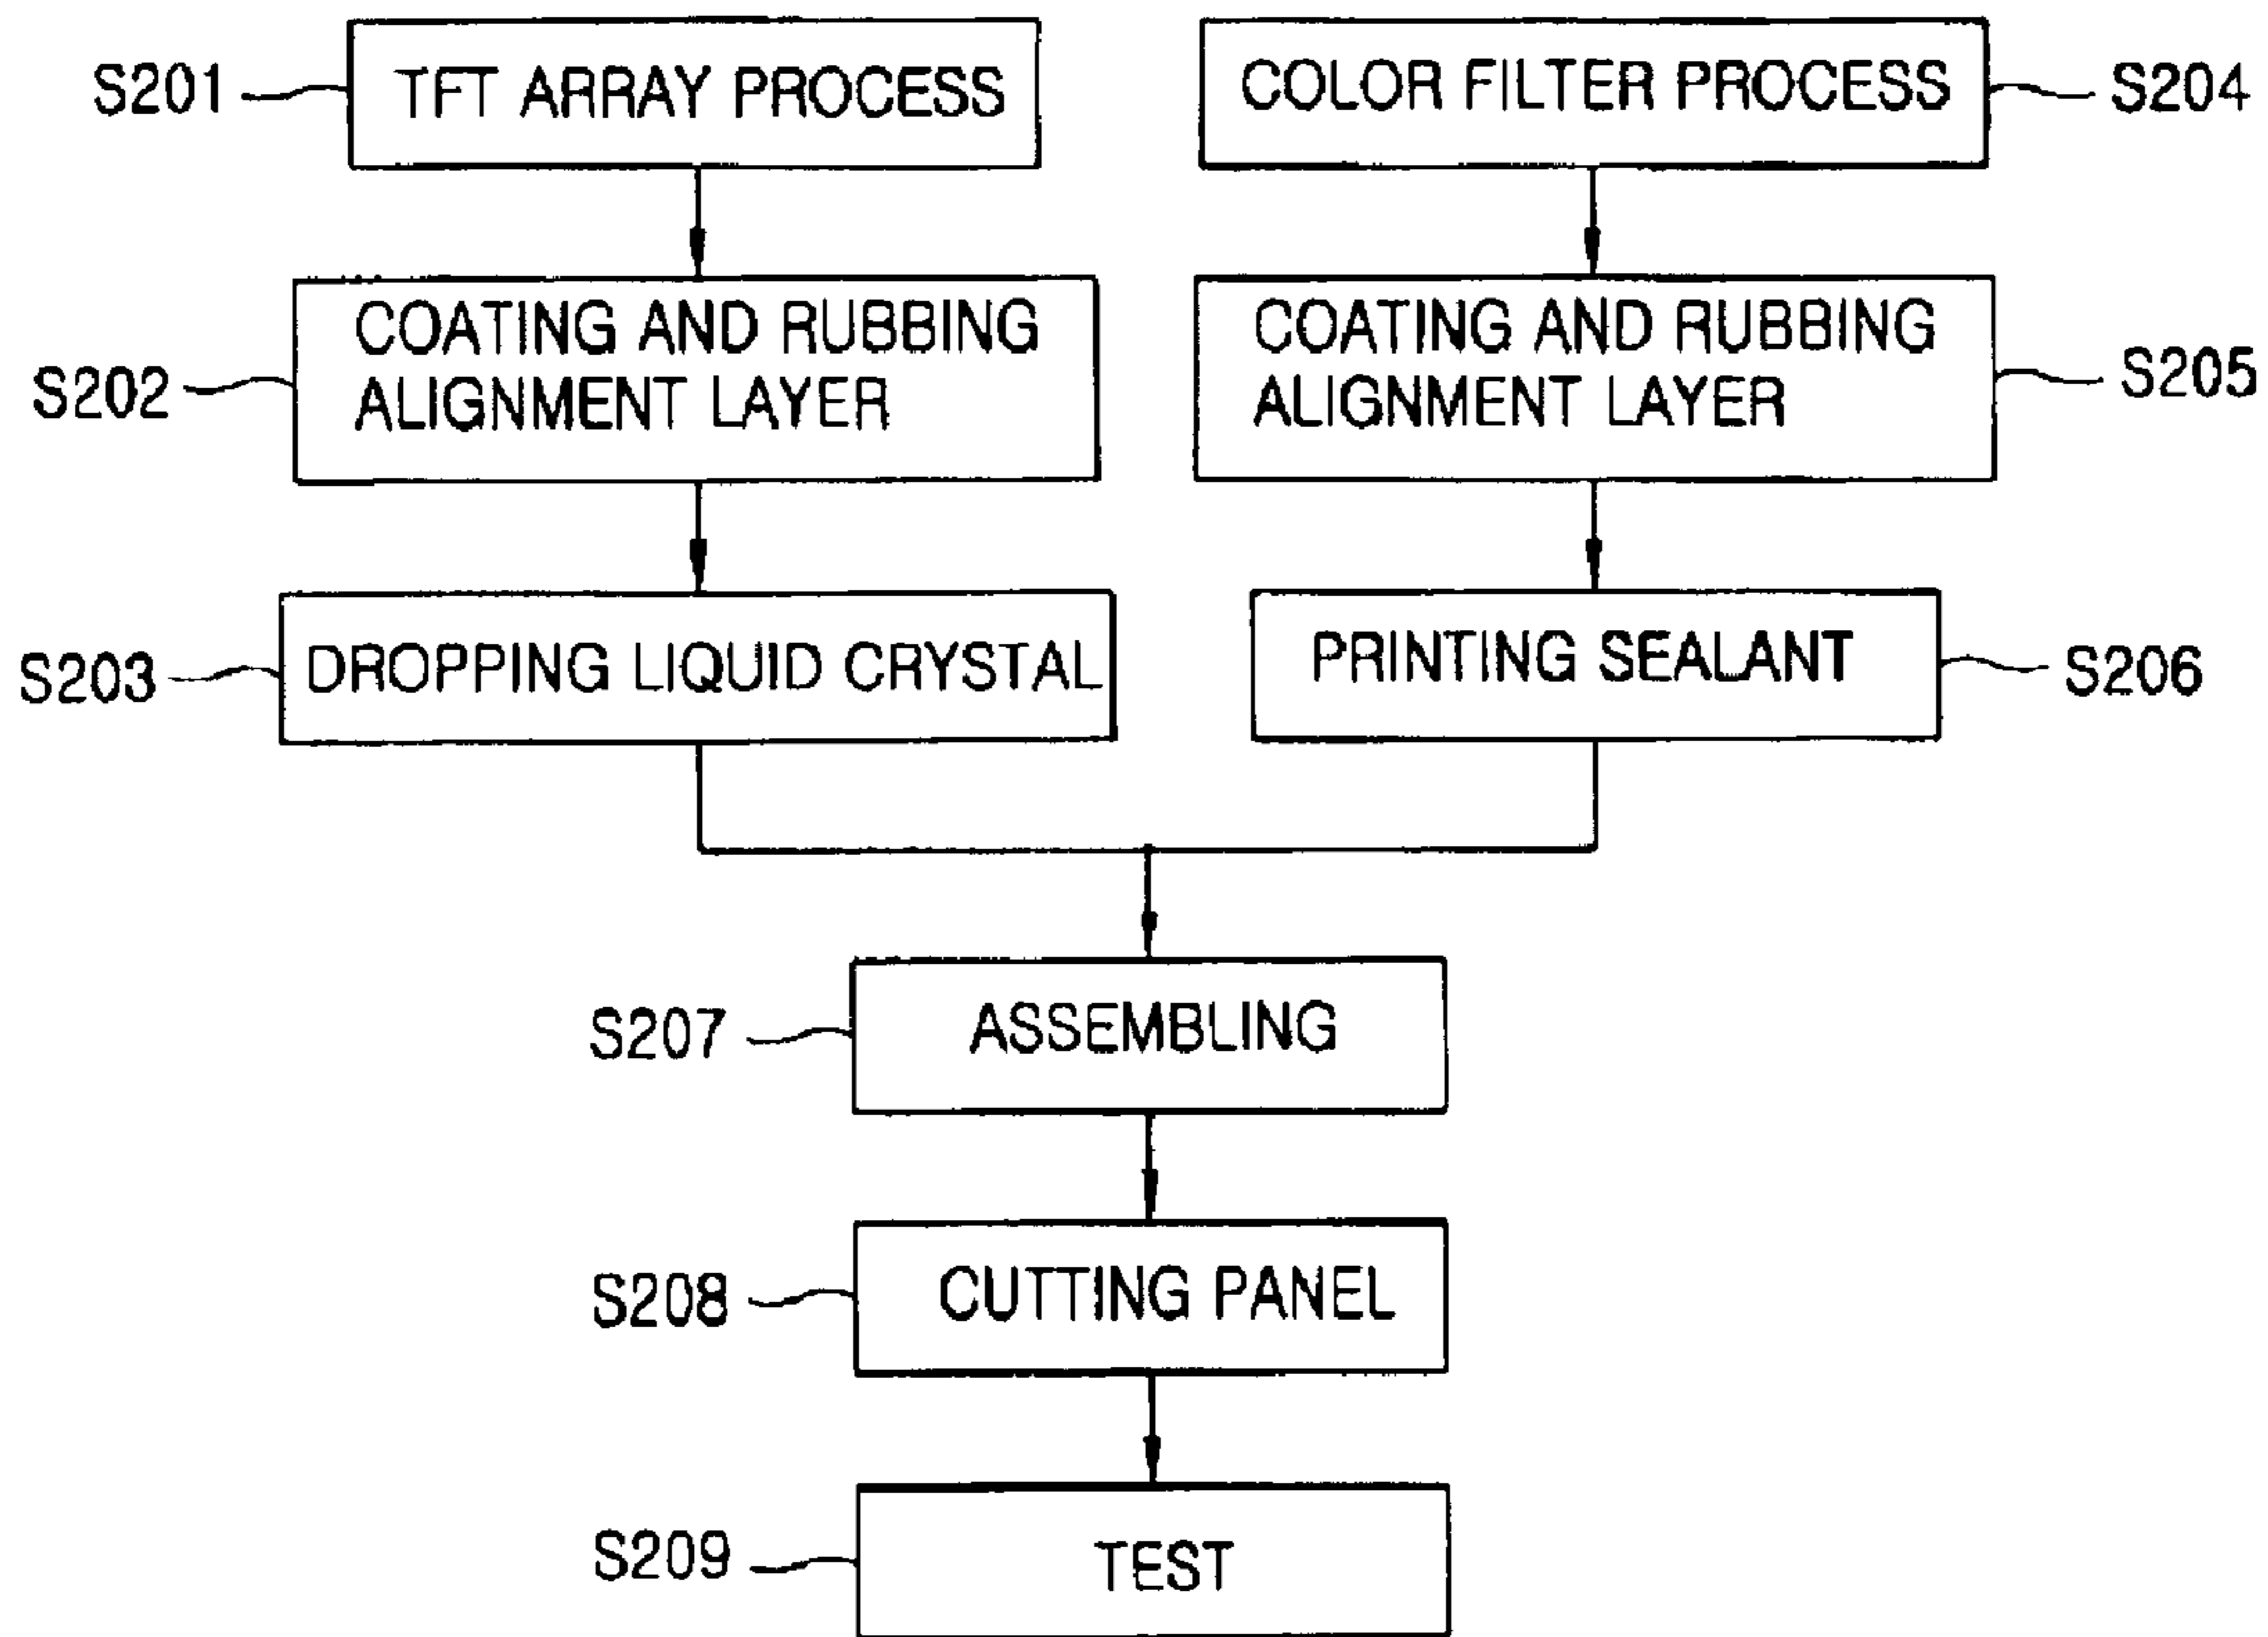 S201
TFT ARRAY PROCESS
COLOR FILTER PROCESS
S204
S202
COATING AND RUBBING
ALIGNMENT LAYER
COATING AND RUBBING
ALIGNMENT LAYER
S205
S203
DROPPING LIQUID CRYSTAL
PRINTING SEALANT
S206
S207
ASSEMBLING
S208
CUTTING PANEL
S209
TEST